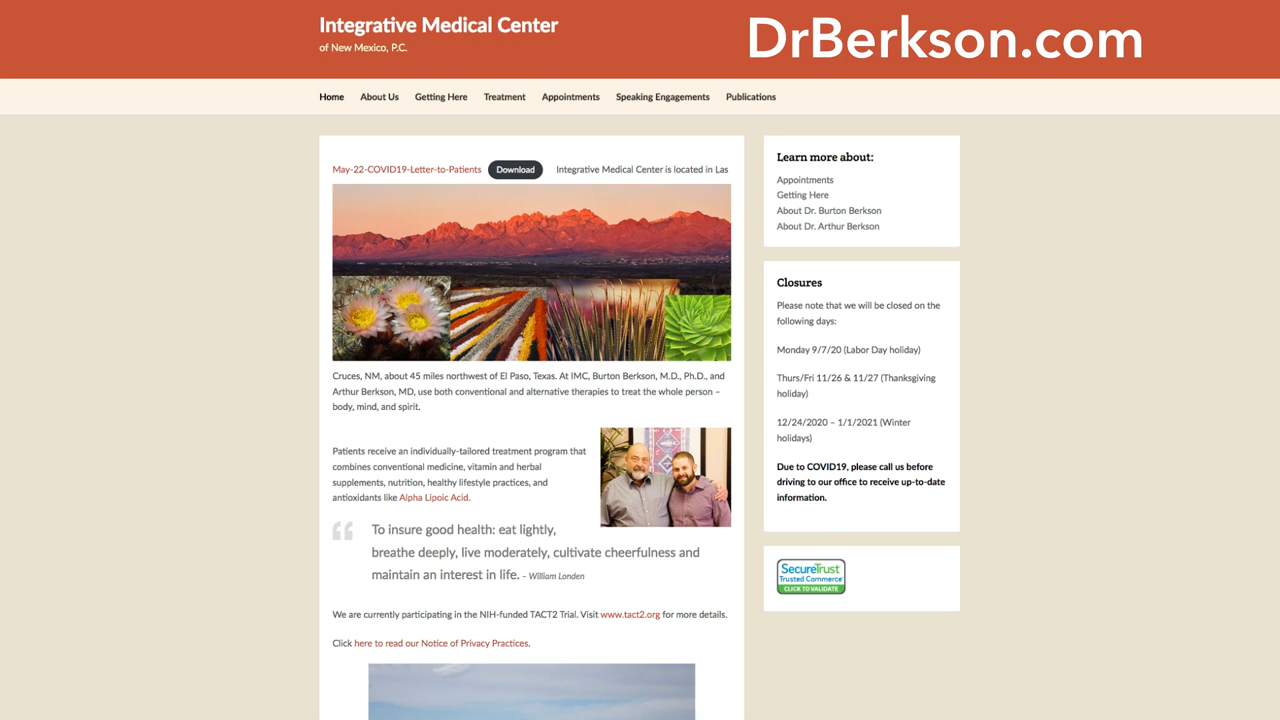 Integrative Medical Center
of New Mexico, P.C.
DrBerkson.com
Home About Us Getting Here Treatment Appointments Speaking Engagements Publications
May-22-COVID19-Letter-to-Patients Download Integrative Medical Center is located in Las
Cruces, NM, about 45 miles northwest of El Paso, Texas. At IMC, Burton Berkson, M.D., Ph.D., and
Arthur Berkson, MD, use both conventional and alternative therapies to treat the whole person –
body, mind, and spirit.
Patients receive an individually-tailored treatment program that
combines conventional medicine, vitamin and herbal
supplements, nutrition, healthy lifestyle practices, and
antioxidants like Alpha Lipoic Acid.
“ To insure good health: eat lightly,
breathe deeply, live moderately, cultivate cheerfulness and
maintain an interest in life. – William Londen
We are currently participating in the NIH-funded TACT2 Trial. Visit www.tact2.org for more details.
Click here to read our Notice of Privacy Practices.
Learn more about:
Appointments
Getting Here
About Dr. Burton Berkson
About Dr. Arthur Berkson
Closures
Please note that we will be closed on the
following days:
Monday 9/7/20 (Labor Day holiday)
Thurs/Fri 11/26 & 11/27 (Thanksgiving
holiday)
12/24/2020 – 1/1/2021 (Winter
holidays)
Due to COVID19, please call us before
driving to our office to receive up-to-date
information.
SecureTrust
Trusted Commerce
CLICK TO VALIDATE